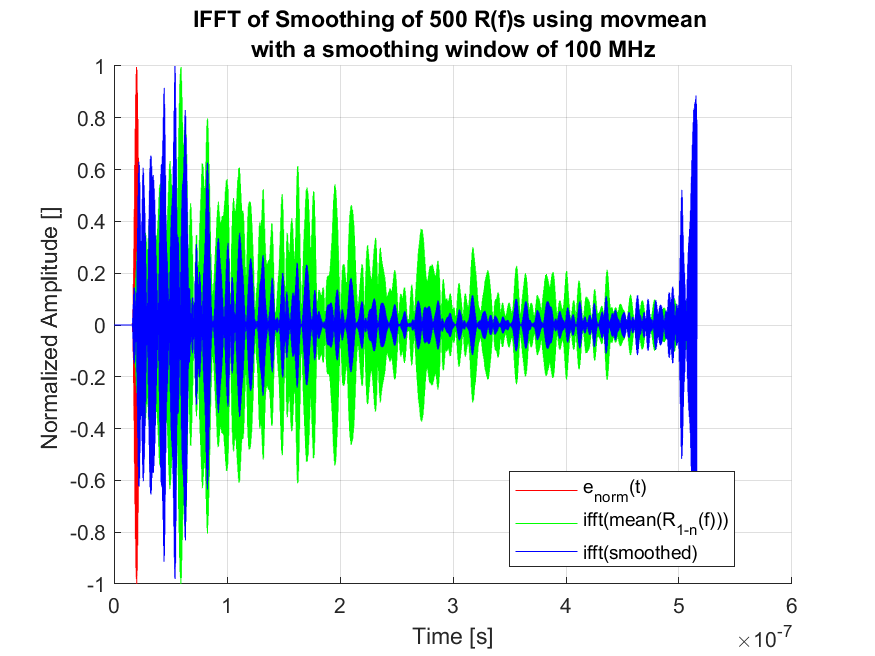 IFFT of Smoothing of 500 R(f)s using movmean
with a smoothing window of 100 MHz
Normalized Amplitude []
1
0.8
0.6
0.4
0.2
0
-0.2
-0.4
-0.6
-0.8
-1
e_norm(t)
ifft(mean(R_1-n(f)))
ifft(smoothed)
0 1 2 3 4 5 6
Time [s]
×10^-7